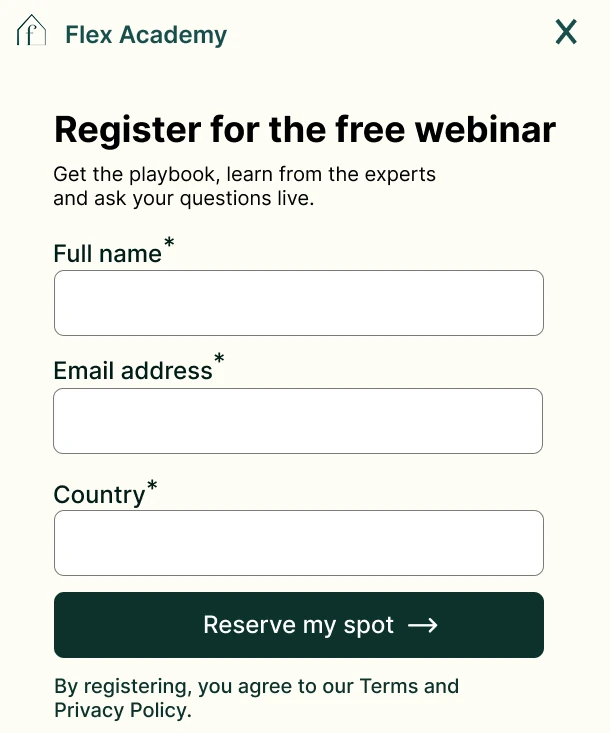 f Flex Academy X
Register for the free webinar
Get the playbook, learn from the experts
and ask your questions live.
Full name*
Email address*
Country*
Reserve my spot →
By registering, you agree to our Terms and
Privacy Policy.